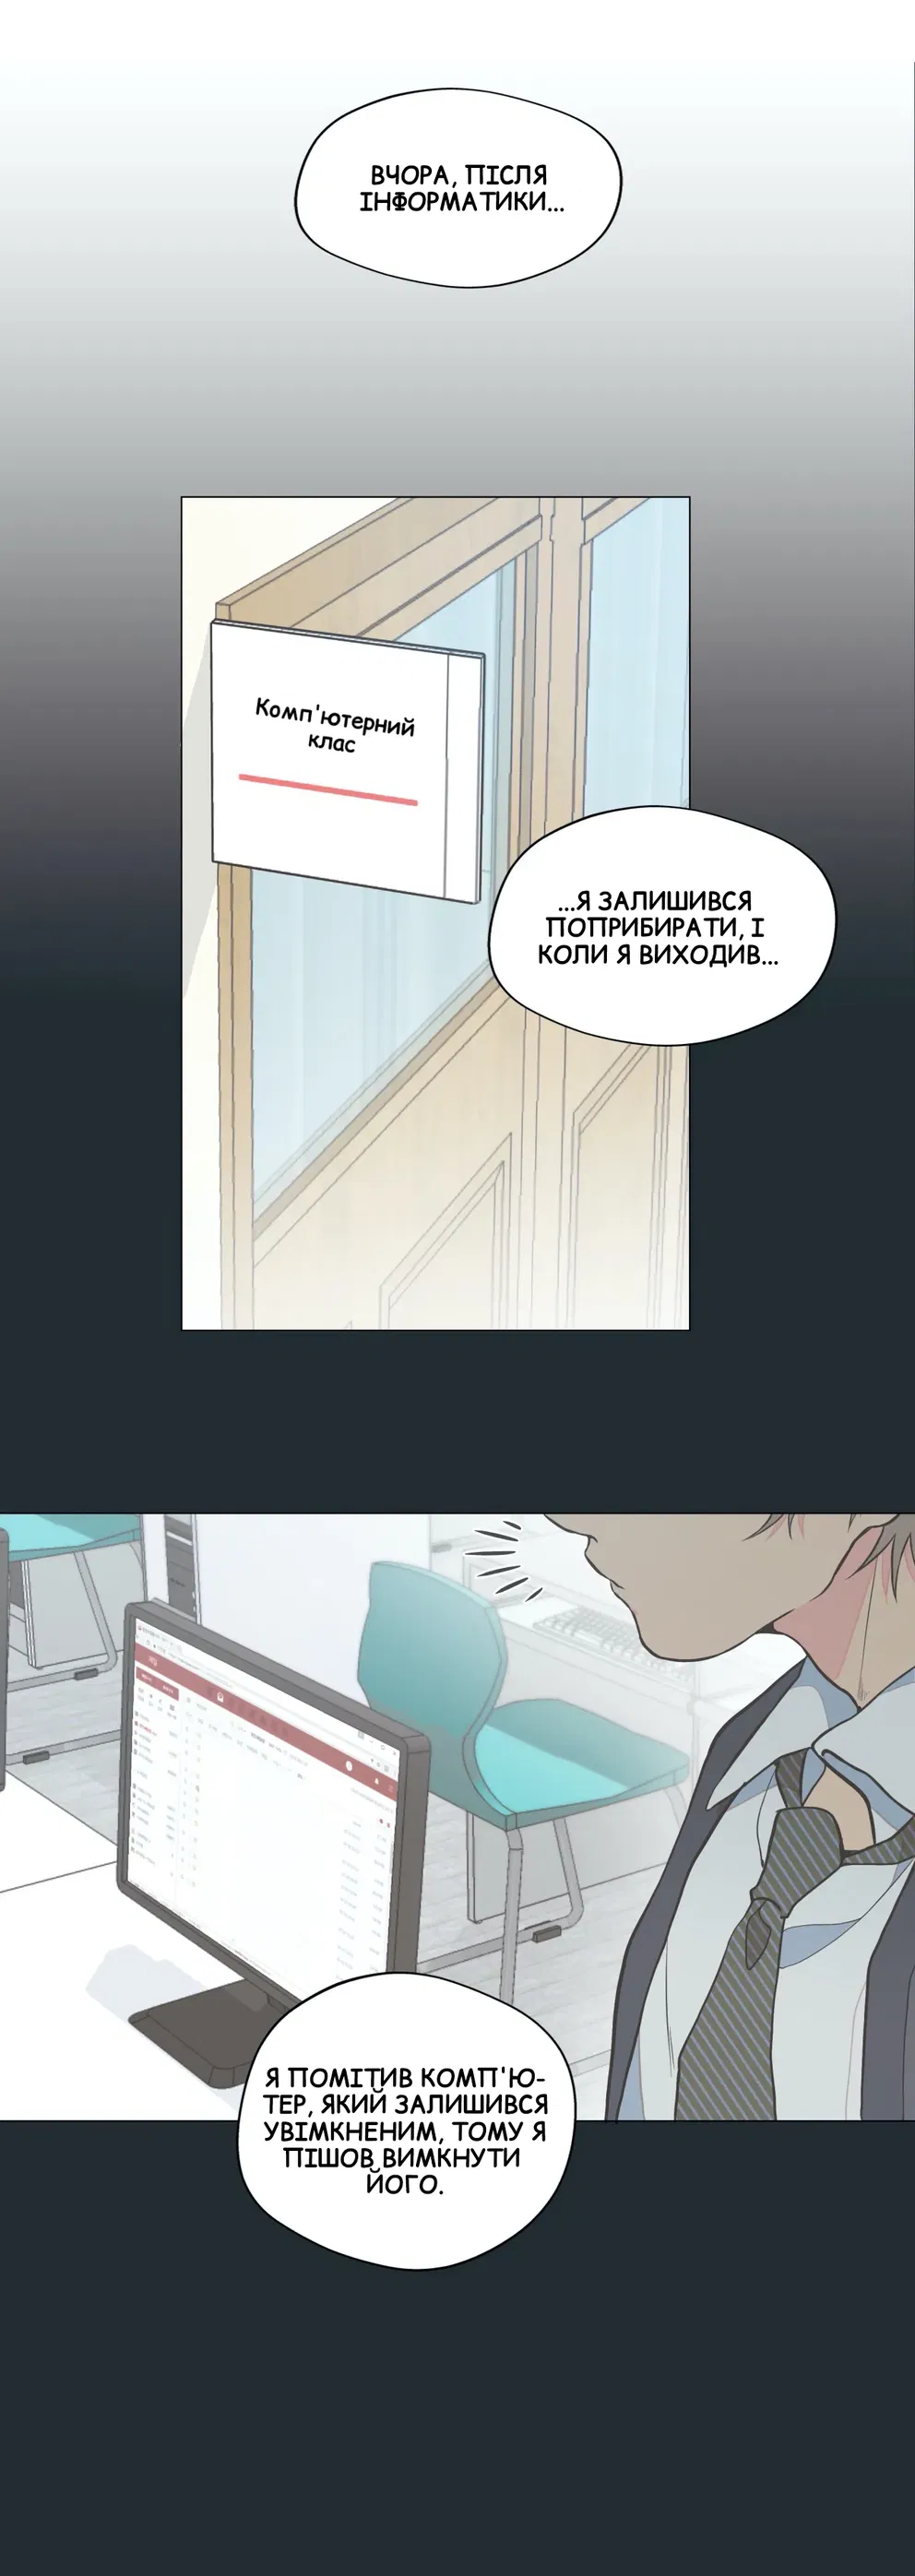 ВЧОРА, ПІСЛЯ
ІНФОРМАТИКИ...
Комп'ютерний
клас
...Я ЗАЛИШИВСЯ
ПОПРИБИРАТИ, І
КОЛИ Я ВИХОДИВ...
Я ПОМІТИВ КОМП'Ю-
ТЕР, ЯКИЙ ЗАЛИШИВСЯ
УВІМКНЕНИМ, ТОМУ Я
ПІШОВ ВИМКНУТИ
ЙОГО.